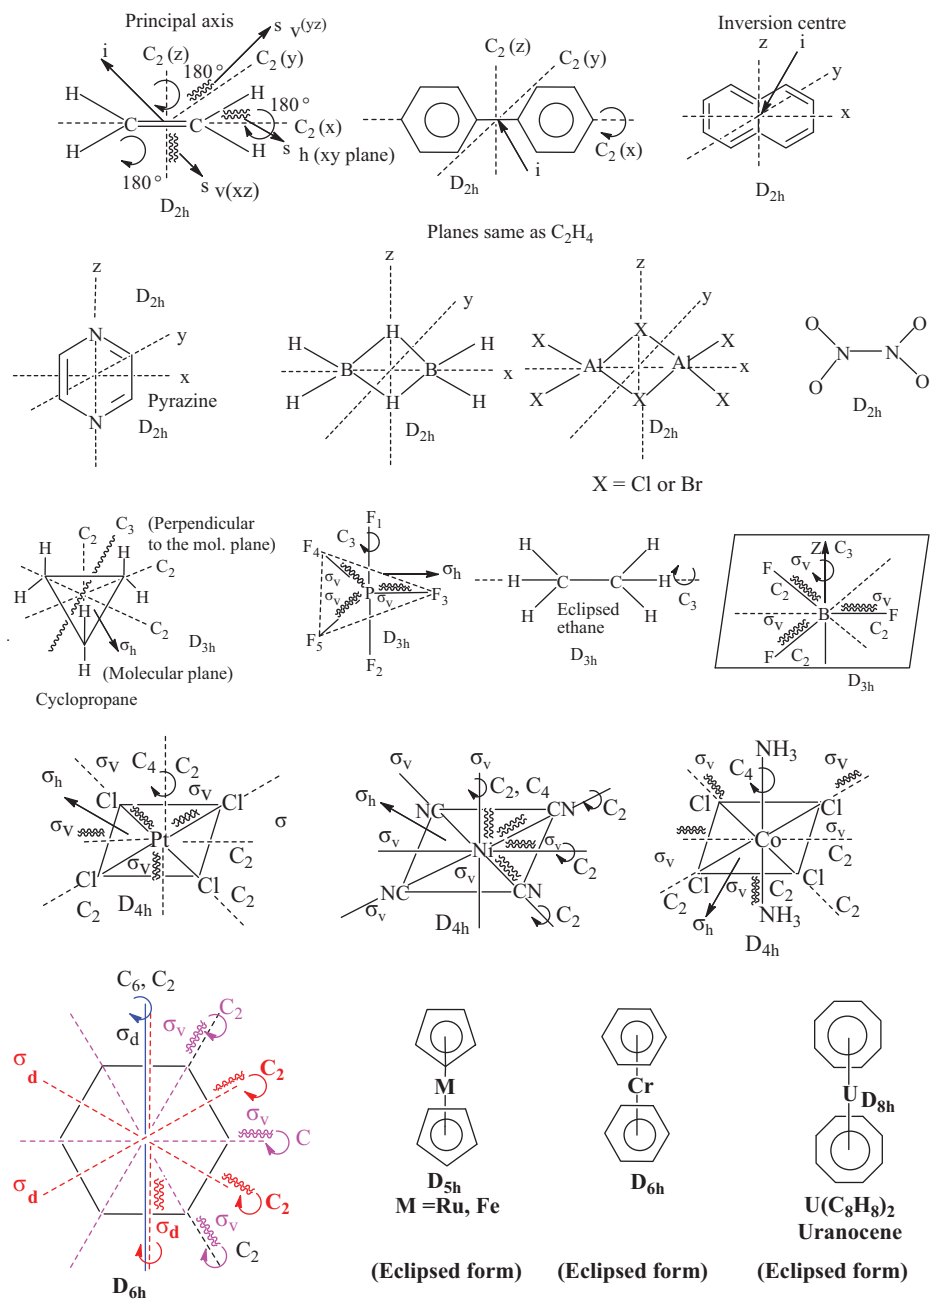 Principal axis
i
C2 (z)
s v(yz)
C2 (y)
180°
H
H
180°
C
C
C2 (x)
H
H
s h (xy plane)
180°
s v(xz)
D2h
C2 (z)
C2 (y)
C2 (x)
i
D2h
Inversion centre
z
i
y
x
D2h
Planes same as C2H4
z
D2h
N
y
x
Pyrazine
N
D2h
z
y
H
H
H
B
B
x
H
H
H
D2h
z
y
X
X
X
Al
Al
x
X
X
X
D2h
X = Cl or Br
O
O
N
N
O
O
D2h
C2
C3
(Perpendicular
to the mol. plane)
H
H
C2
H
H
H
C2
σh
D3h
H
(Molecular plane)
Cyclopropane
F1
C3
F4
σv
σh
P
F3
σv
σv
F5
D3h
F2
H
H
H
H
C3
H
H
Eclipsed
ethane
D3h
Z
C3
σv
F
C2
σv
B
F
σv
C2
F
C2
D3h
σv
C4
C2
σh
σv
Cl
Cl
σ
σv
Pt
σv
C2
Cl
Cl
C2
C2
D4h
σv
σv
C2, C4
σh
NC
CN
C2
σv
Ni
σv
σv
C2
NC
CN
σv
C2
D4h
NH3
σv
σv
C4
Cl
Cl
Co
σv
σv
C2
Cl
σv
C2
Cl
C2
C2
NH3
σh
D4h
C6, C2
σv
C2
σd
σd
C2
σv
C
σd
C2
σd
σv
C2
D6h
M
D5h
M =Ru, Fe
(Eclipsed form)
Cr
D6h
(Eclipsed form)
U
D8h
U(C8H8)2
Uranocene
(Eclipsed form)